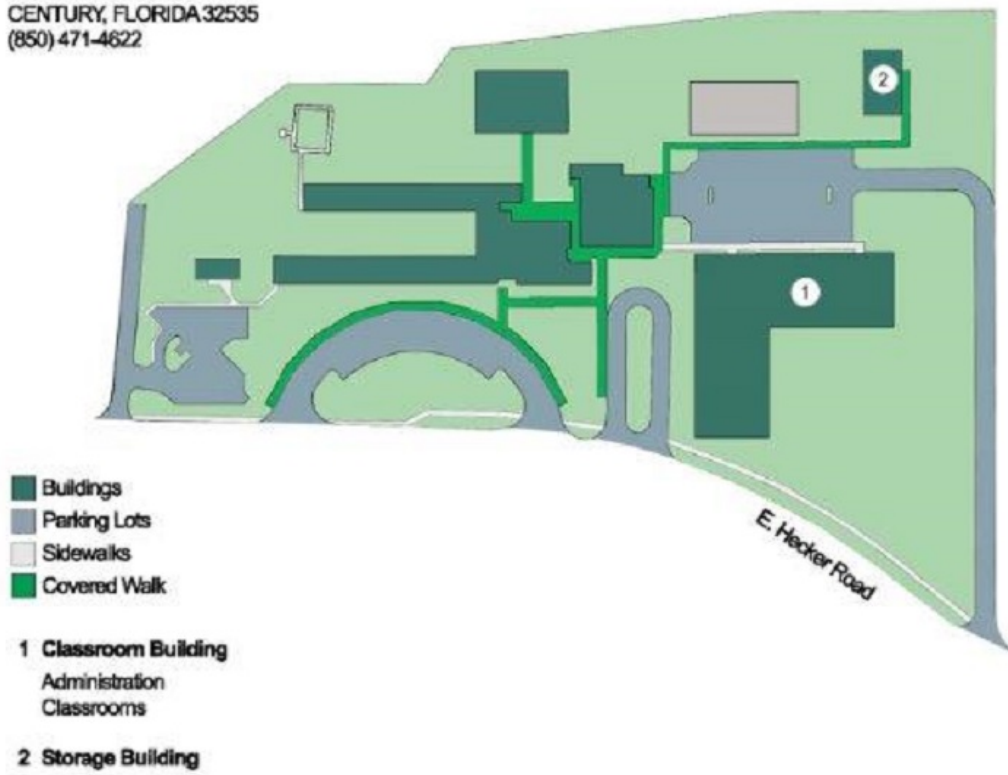 CENTURY, FLORIDA 32535
(850) 471-4622
2
1
E. Hecker Road
Buildings
Parking Lots
Sidewalks
Covered Walk
1 Classroom Building
Administration
Classrooms
2 Storage Building